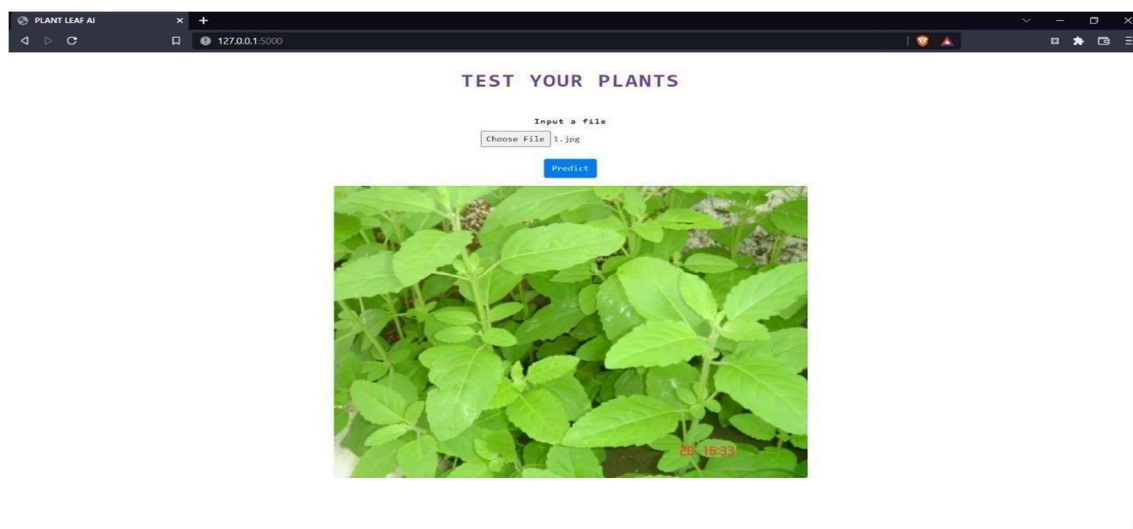 PLANT LEAF AI
127.0.0.1:5000
TEST YOUR PLANTS
Input a file
Choose File 1.jpg
Predict
28 16:33